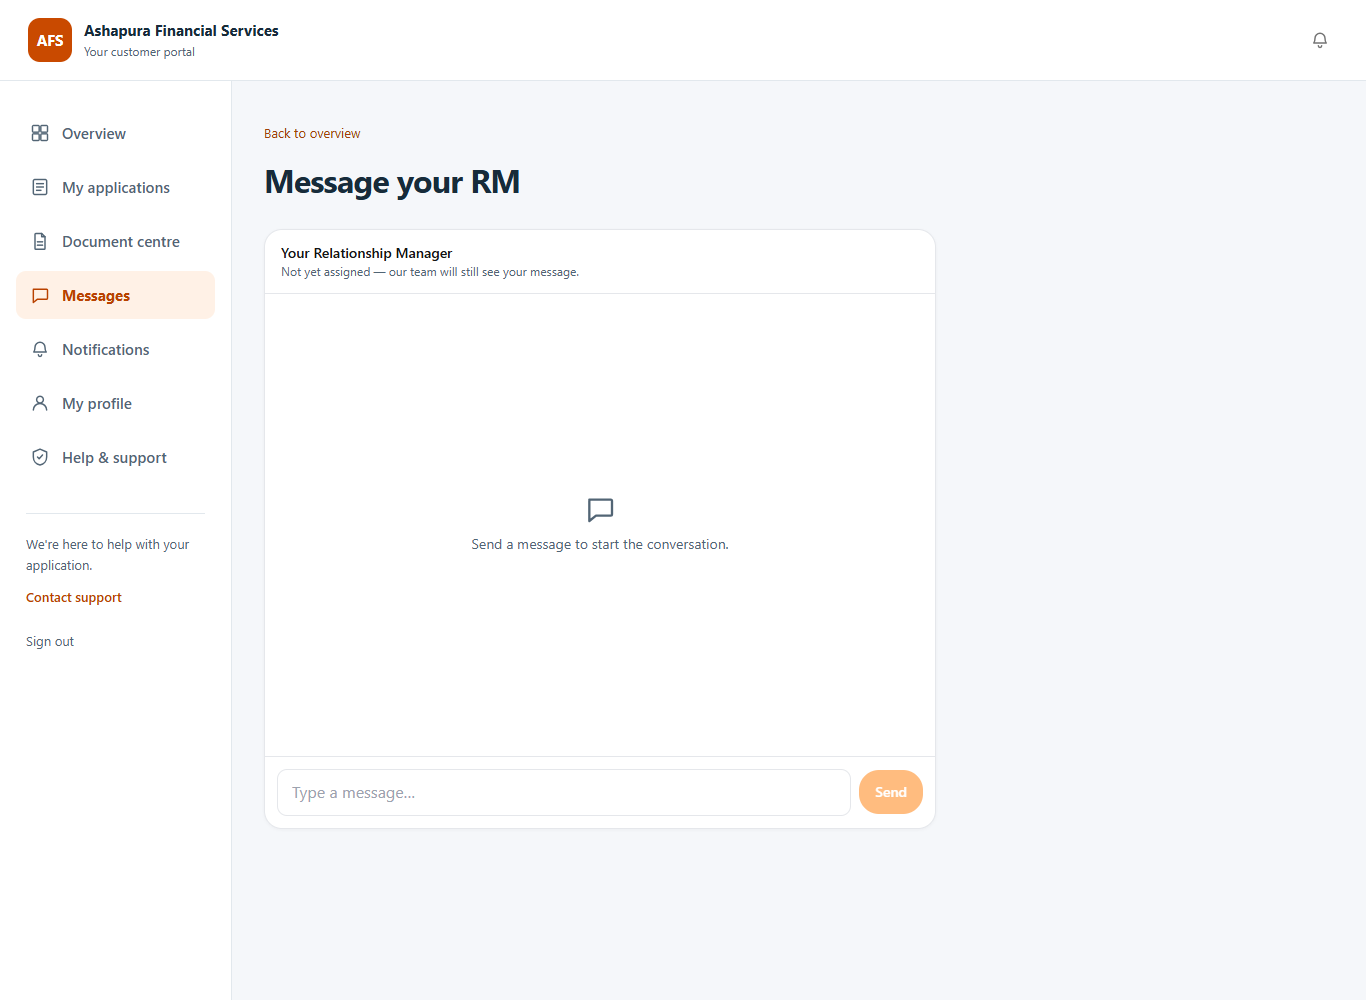 AFS
Ashapura Financial Services
Your customer portal
Overview
My applications
Document centre
Messages
Notifications
My profile
Help & support
We're here to help with your
application.
Contact support
Sign out
Back to overview
Message your RM
Your Relationship Manager
Not yet assigned — our team will still see your message.
Send a message to start the conversation.
Type a message...
Send